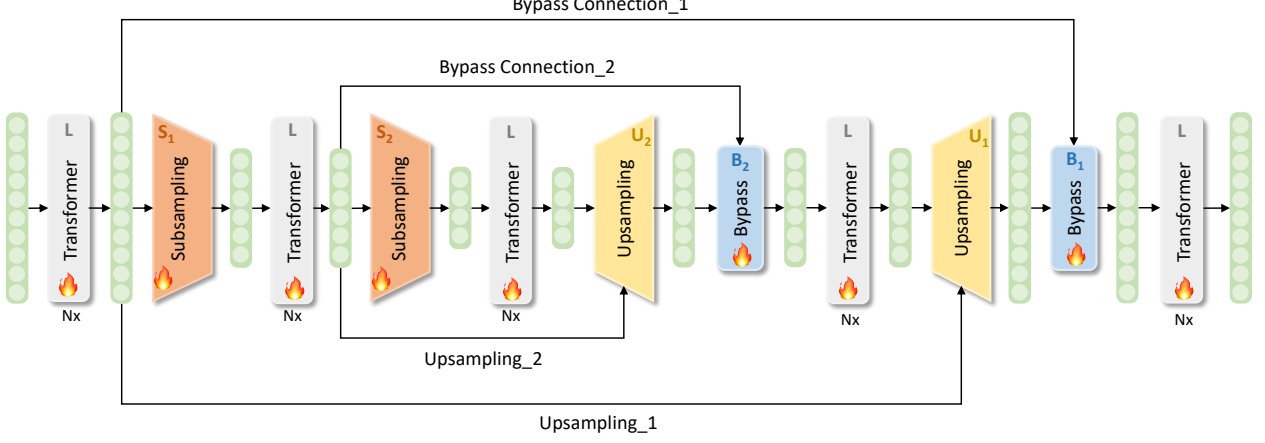 Bypass Connection_1
Bypass Connection_2
L
Transformer
Nx
S1
Subsampling
L
Transformer
Nx
S2
Subsampling
L
Transformer
Nx
U2
Upsampling
B2
Bypass
L
Transformer
Nx
U1
Upsampling
B1
Bypass
L
Transformer
Nx
Upsampling_2
Upsampling_1